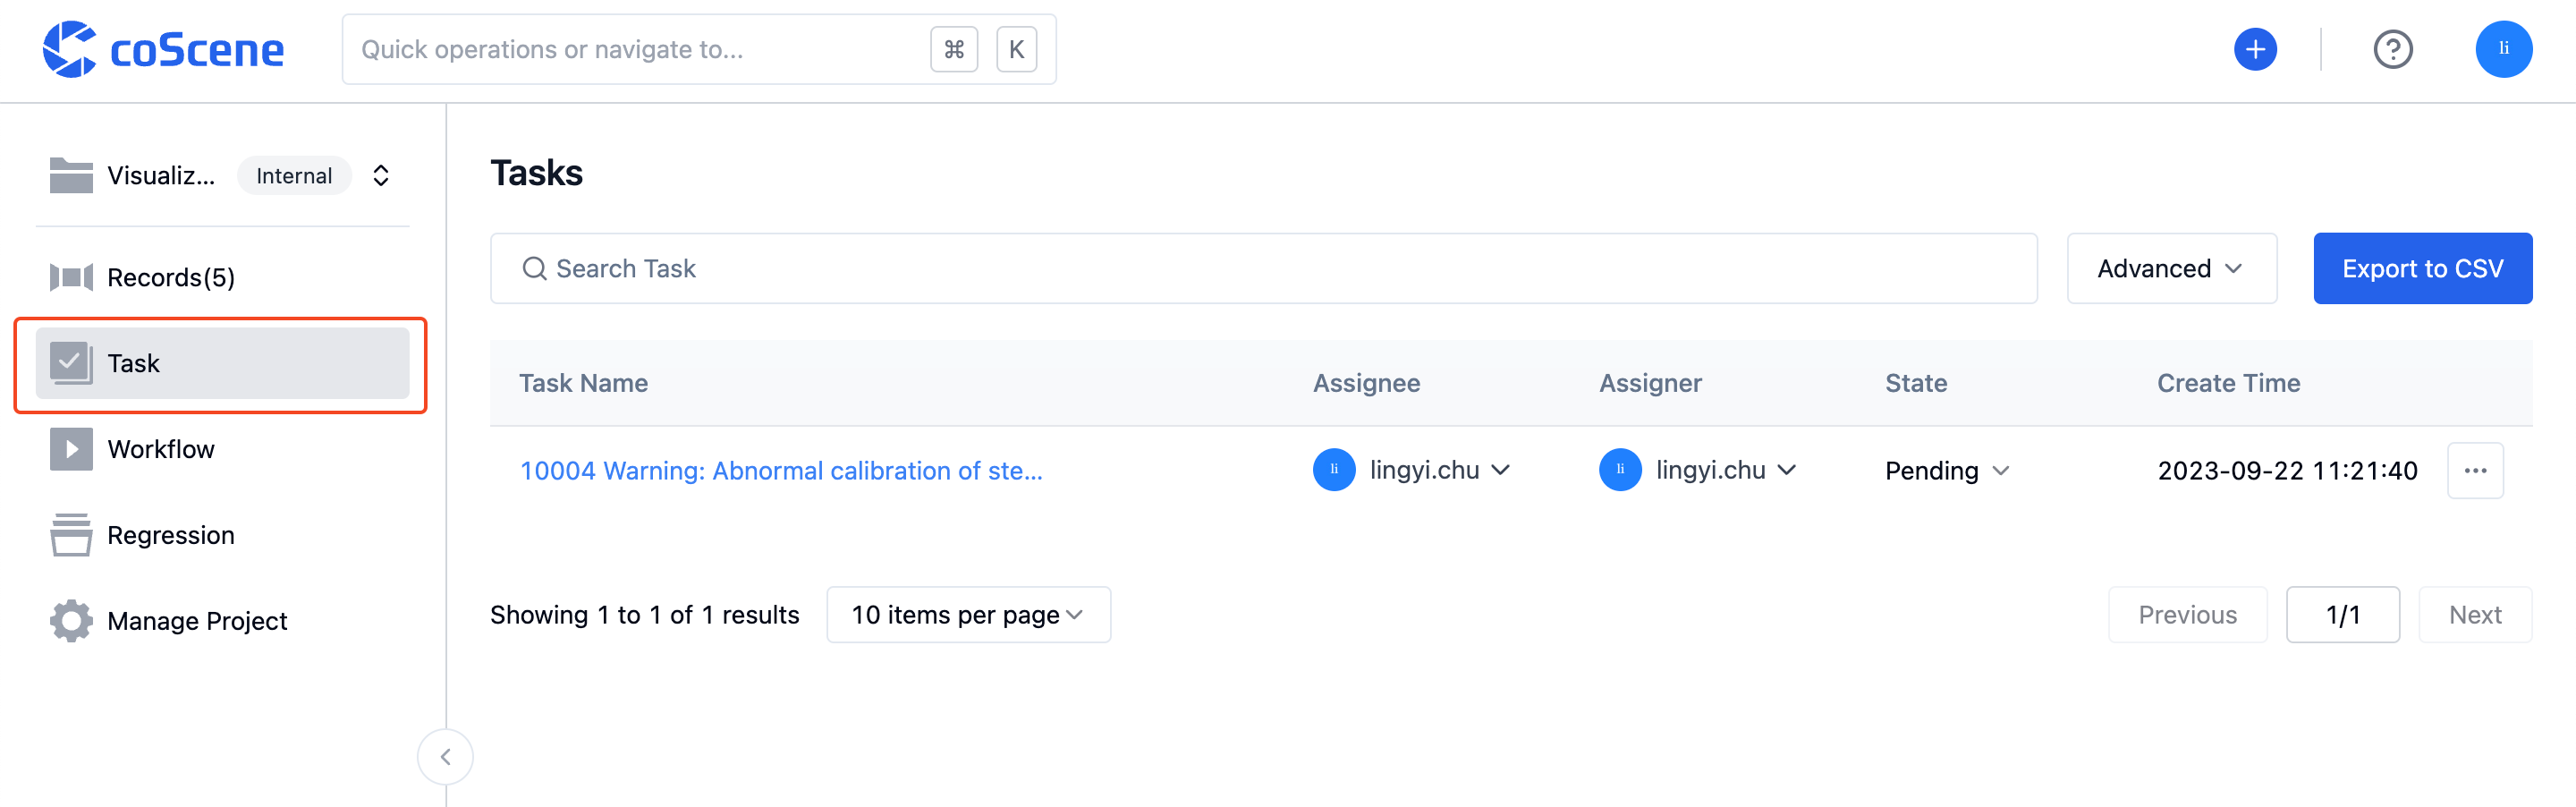 coScene
Quick operations or navigate to...
⌘ K
li
Visualiz...
Internal
Records(5)
Task
Workflow
Regression
Manage Project
Tasks
Search Task
Advanced
Export to CSV
Task Name Assignee Assigner State Create Time
10004 Warning: Abnormal calibration of ste... li lingyi.chu li lingyi.chu Pending 2023-09-22 11:21:40
Showing 1 to 1 of 1 results
10 items per page
Previous 1/1 Next